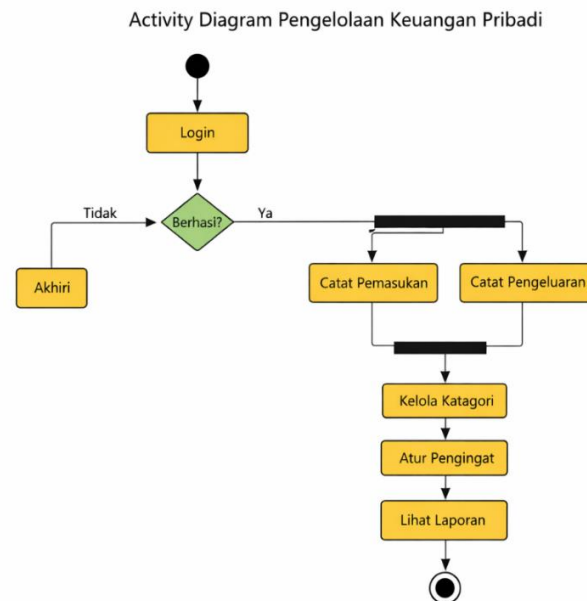 Activity Diagram Pengelolaan Keuangan Pribadi
Login
Tidak
Berhasi?
Ya
Akhiri
Catat Pemasukan
Catat Pengeluaran
Kelola Katagori
Atur Pengingat
Lihat Laporan